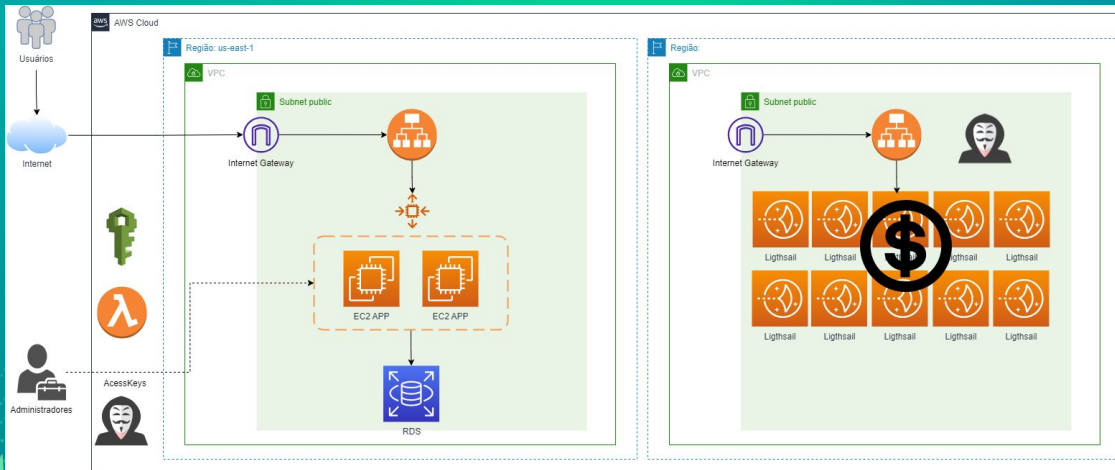 Usuários
Internet
AcessKeys
Administradores
aws
AWS Cloud
Região: us-east-1
VPC
Subnet public
Internet Gateway
EC2 APP
EC2 APP
RDS
Região:
VPC
Subnet public
Internet Gateway
Ligthsail
Ligthsail
Ligthsail
Ligthsail
Ligthsail
Ligthsail
Ligthsail
Ligthsail
Ligthsail